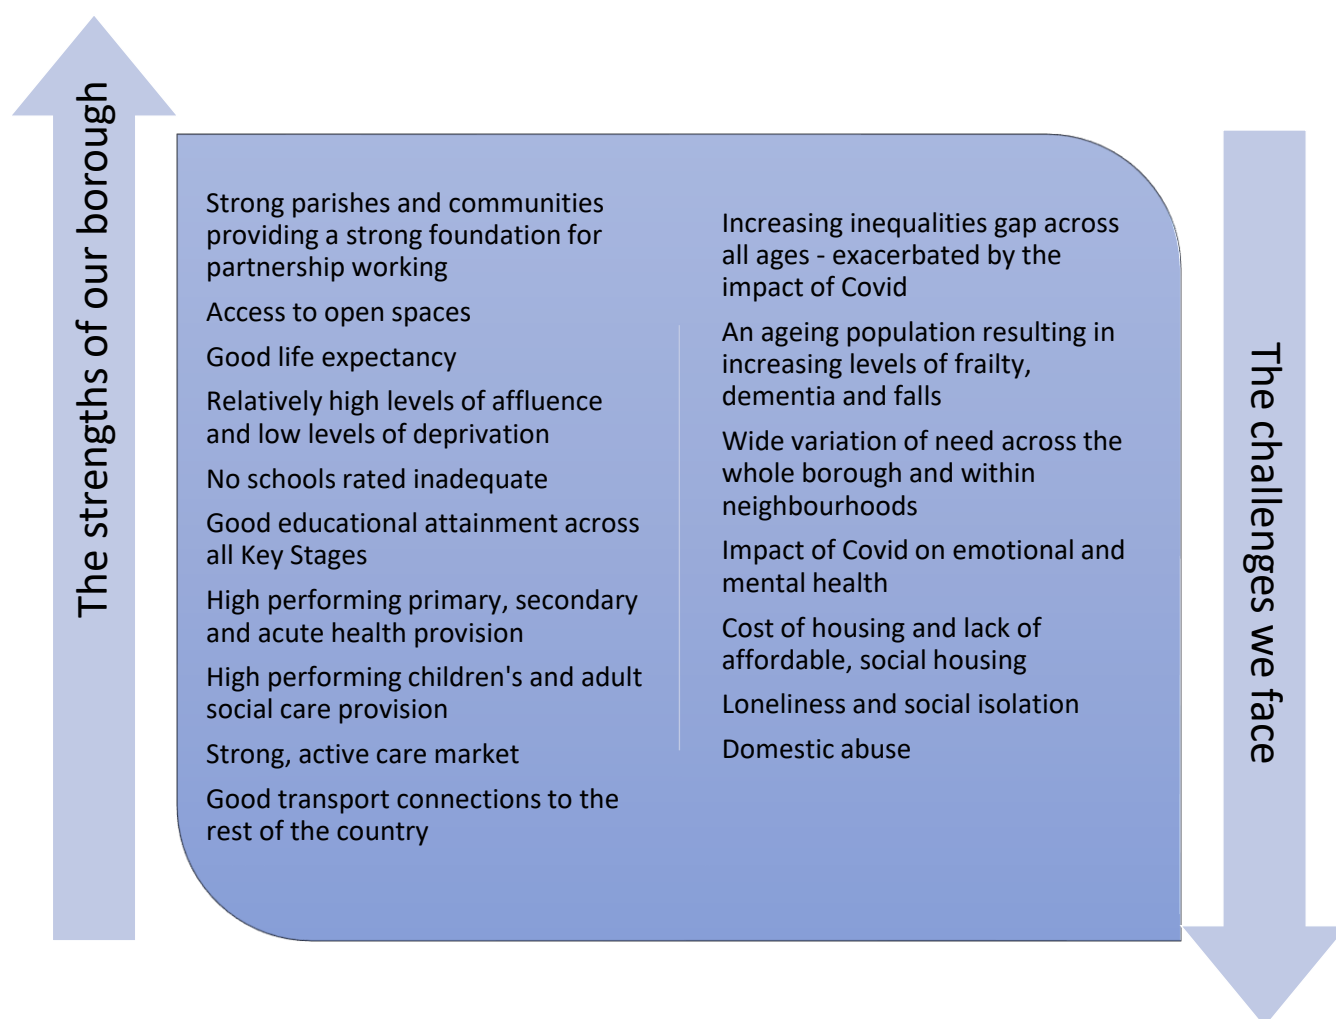 The strengths of our borough
Strong parishes and communities
providing a strong foundation for
partnership working
Access to open spaces
Good life expectancy
Relatively high levels of affluence
and low levels of deprivation
No schools rated inadequate
Good educational attainment across
all Key Stages
High performing primary, secondary
and acute health provision
High performing children's and adult
social care provision
Strong, active care market
Good transport connections to the
rest of the country
Increasing inequalities gap across
all ages - exacerbated by the
impact of Covid
An ageing population resulting in
increasing levels of frailty,
dementia and falls
Wide variation of need across the
whole borough and within
neighbourhoods
Impact of Covid on emotional and
mental health
Cost of housing and lack of
affordable, social housing
Loneliness and social isolation
Domestic abuse
The challenges we face